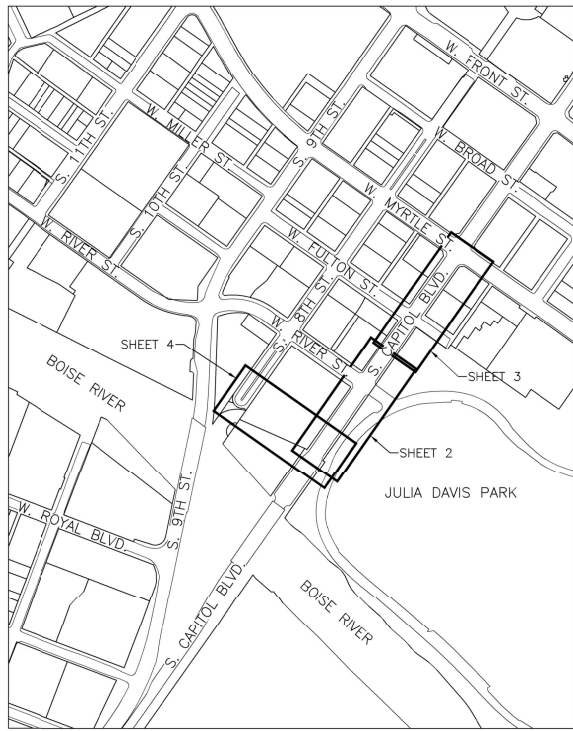 W. FRONT ST.
W. BROAD ST.
S. 9TH ST.
S. 11TH ST.
W. MILLER ST.
S. 10TH ST.
W. MYRTLE ST.
W. RIVER ST.
W. FULTON ST.
S. CAPITOL BLVD.
S. 8TH ST.
W. RIVER ST.
SHEET 4
SHEET 3
BOISE RIVER
SHEET 2
JULIA DAVIS PARK
S. 9TH ST.
W. ROYAL BLVD.
BOISE RIVER
S. CAPITOL BLVD.